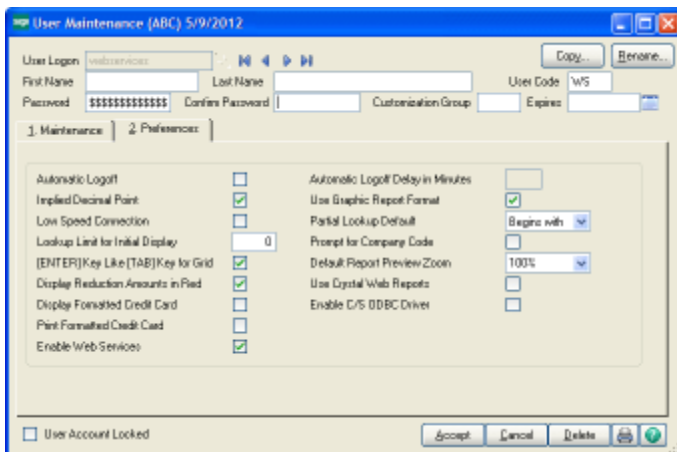 sage User Maintenance (ABC) 5/9/2012
User Logon webservices Copy... Rename...
First Name Last Name User Code WS
Password $$$$$$$$$$$$$ Confirm Password Customization Group Expires
1. Maintenance 2. Preferences
Automatic Logoff Automatic Logoff Delay in Minutes
Implied Decimal Point Use Graphic Report Format
Low Speed Connection Partial Lookup Default Begins with
Lookup Limit for Initial Display 0 Prompt for Company Code
[ENTER] Key Like [TAB] Key for Grid Default Report Preview Zoom 100%
Display Reduction Amounts in Red Use Crystal Web Reports
Display Formatted Credit Card Enable C/S ODBC Driver
Print Formatted Credit Card
Enable Web Services
User Account Locked Accept Cancel Delete